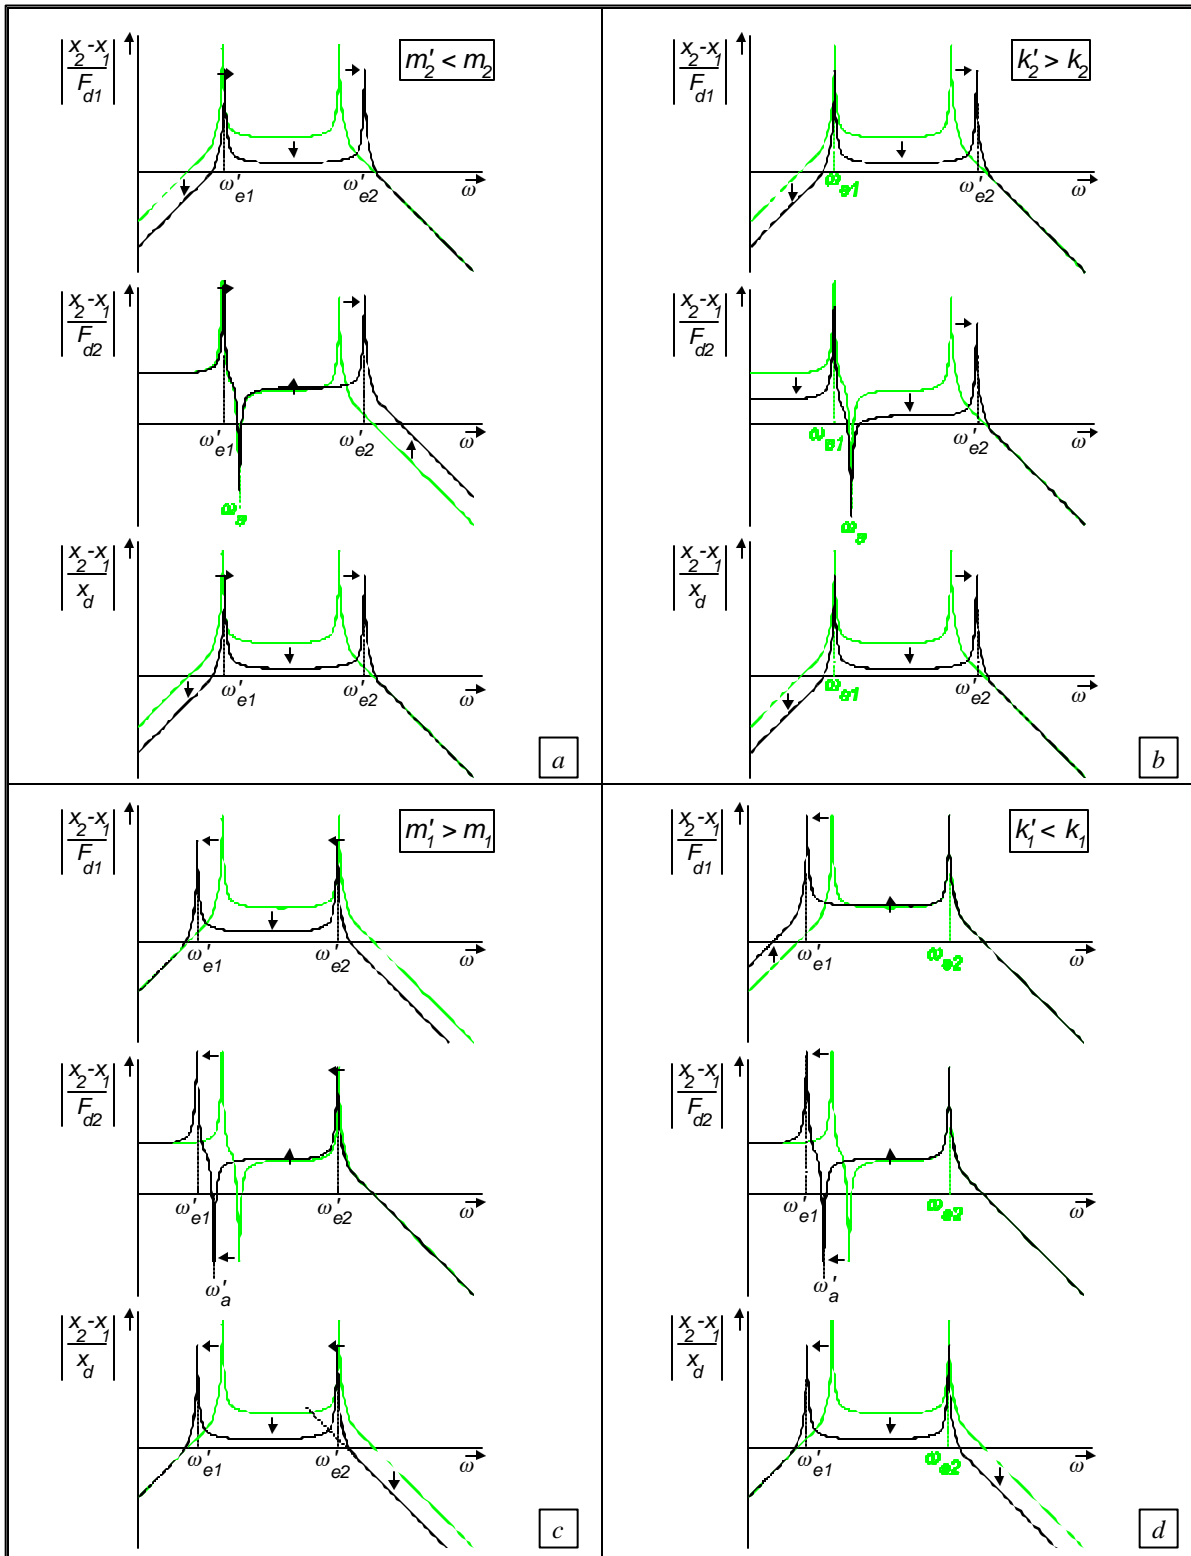 |x2-x1 / Fd1|
m'2 < m2
ω'e1
ω'e2
ω
|x2-x1 / Fd2|
ω'e1
ω'e2
ω
ωa
|x2-x1 / xd|
ω'e1
ω'e2
ω
a
|x2-x1 / Fd1|
k'2 > k2
ωe1
ω'e2
ω
|x2-x1 / Fd2|
ωe1
ω'e2
ω
ωa
|x2-x1 / xd|
ωe1
ω'e2
ω
b
|x2-x1 / Fd1|
m'1 > m1
ω'e1
ω'e2
ω
|x2-x1 / Fd2|
ω'e1
ω'e2
ω
ω'a
|x2-x1 / xd|
ω'e1
ω'e2
ω
c
|x2-x1 / Fd1|
k'1 < k1
ω'e1
ωe2
ω
|x2-x1 / Fd2|
ω'e1
ωe2
ω
ω'a
|x2-x1 / xd|
ω'e1
ωe2
ω
d